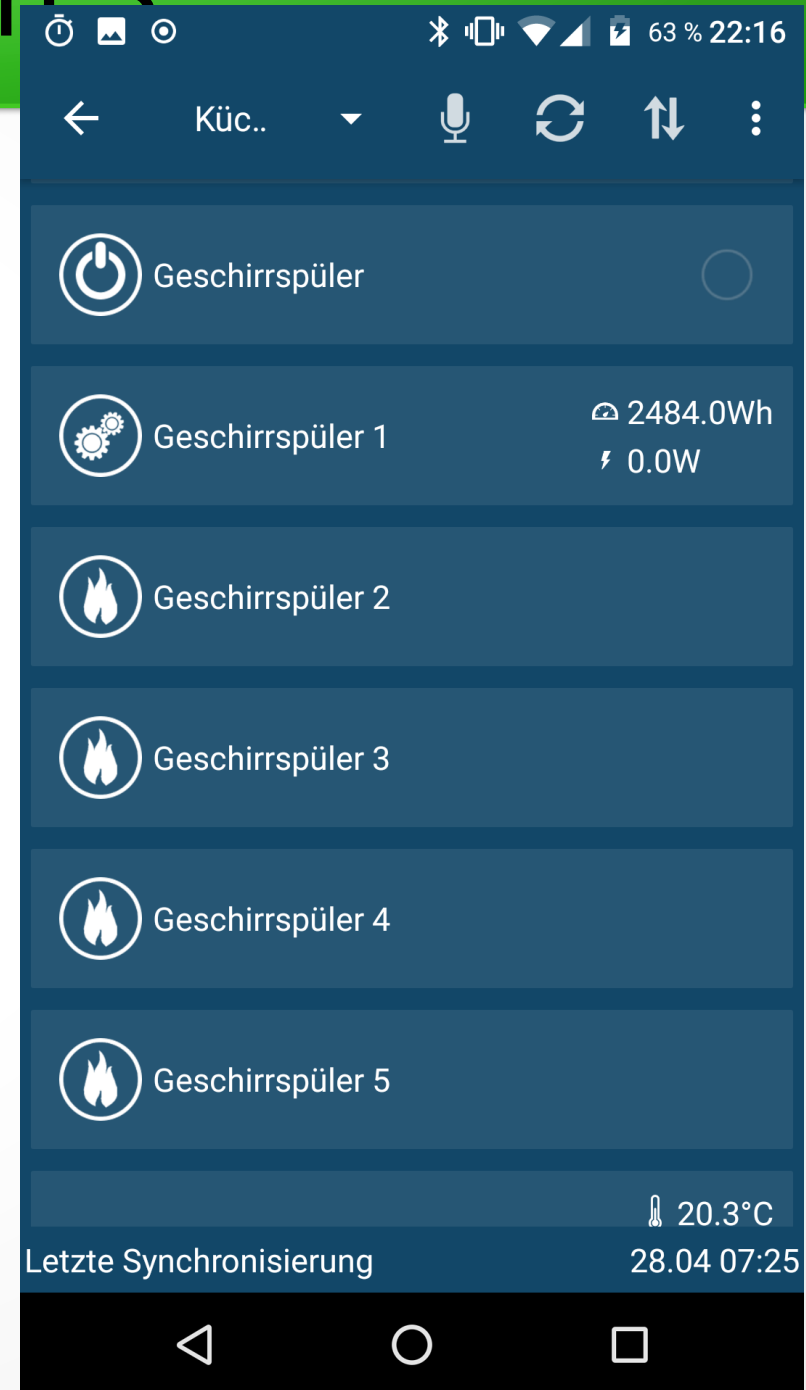 63 % 22:16
Küc..
Geschirrspüler
Geschirrspüler 1
2484.0Wh
0.0W
Geschirrspüler 2
Geschirrspüler 3
Geschirrspüler 4
Geschirrspüler 5
20.3°C
Letzte Synchronisierung 28.04 07:25